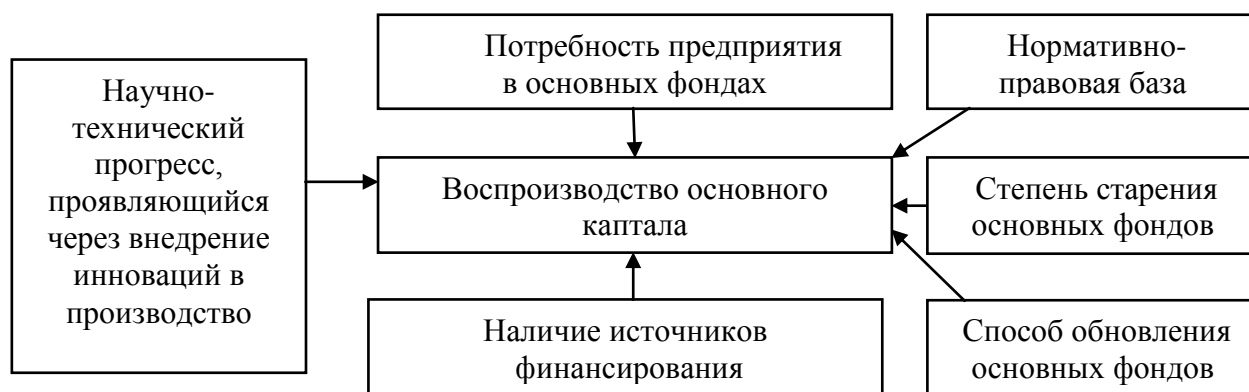 Научно-
технический
прогресс,
проявляющийся
через внедрение
инноваций в
производство
Потребность предприятия
в основных фондах
Воспроизводство основного
каптала
Наличие источников
финансирования
Нормативно-
правовая база
Степень старения
основных фондов
Способ обновления
основных фондов